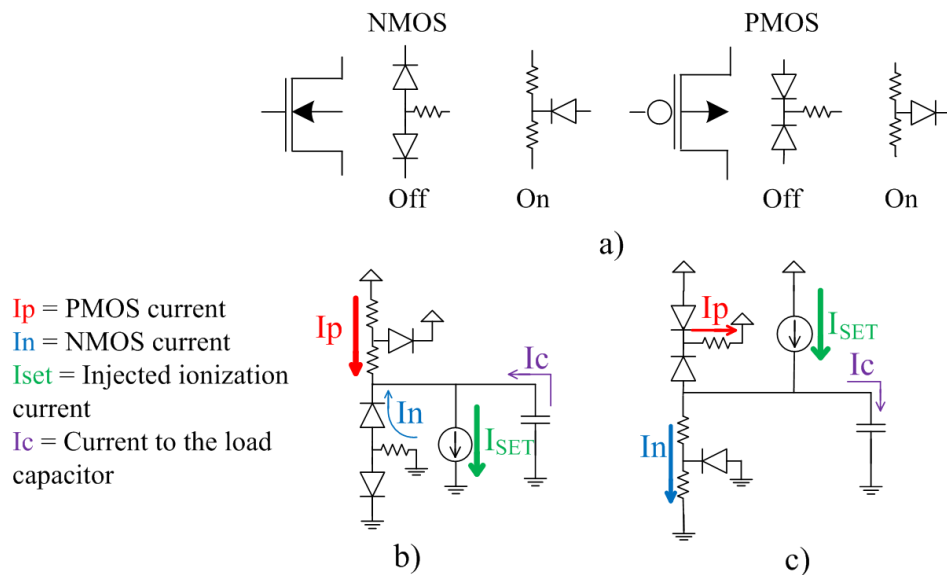 NMOS
PMOS
Off
On
Off
On
a)
Ip = PMOS current
In = NMOS current
Iset = Injected ionization
current
Ic = Current to the load
capacitor
Ip
Ic
In
ISET
b)
Ip
ISET
Ic
In
c)